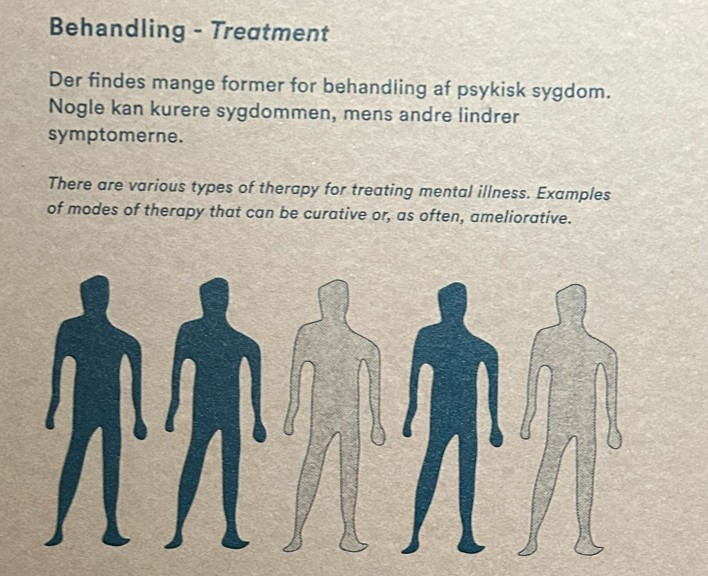 Behandling - Treatment
Der findes mange former for behandling af psykisk sygdom.
Nogle kan kurere sygdommen, mens andre lindrer
symptomerne.
There are various types of therapy for treating mental illness. Examples
of modes of therapy that can be curative or, as often, ameliorative.